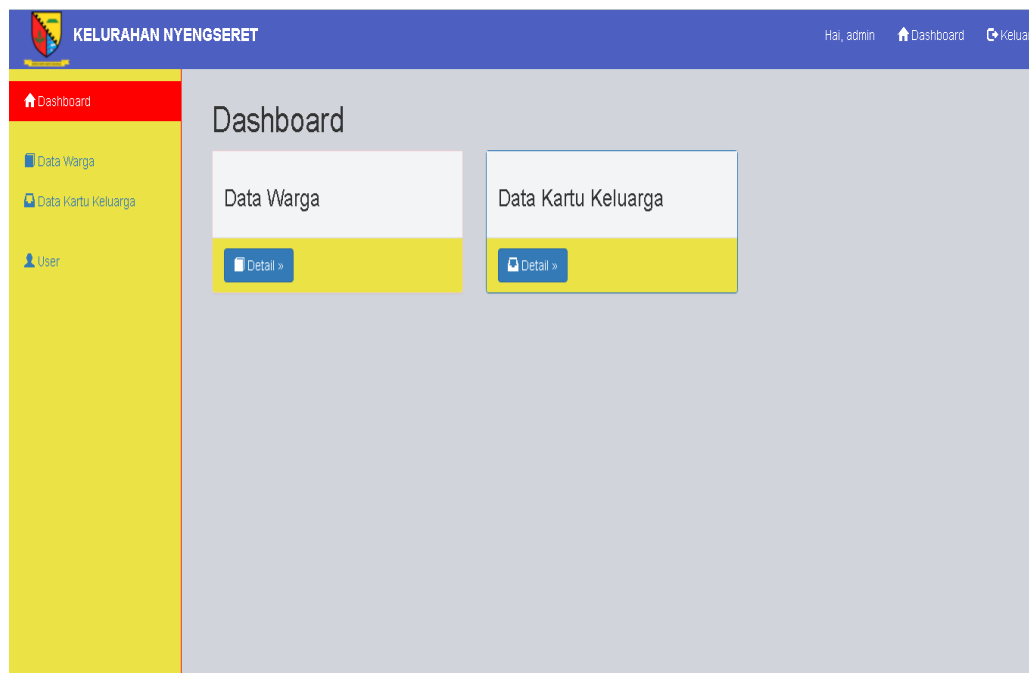 KELURAHAN NYENGSERET
Hai, admin Dashboard Keluar
Dashboard
Data Warga
Data Kartu Keluarga
User
Dashboard
Data Warga
Detail »
Data Kartu Keluarga
Detail »